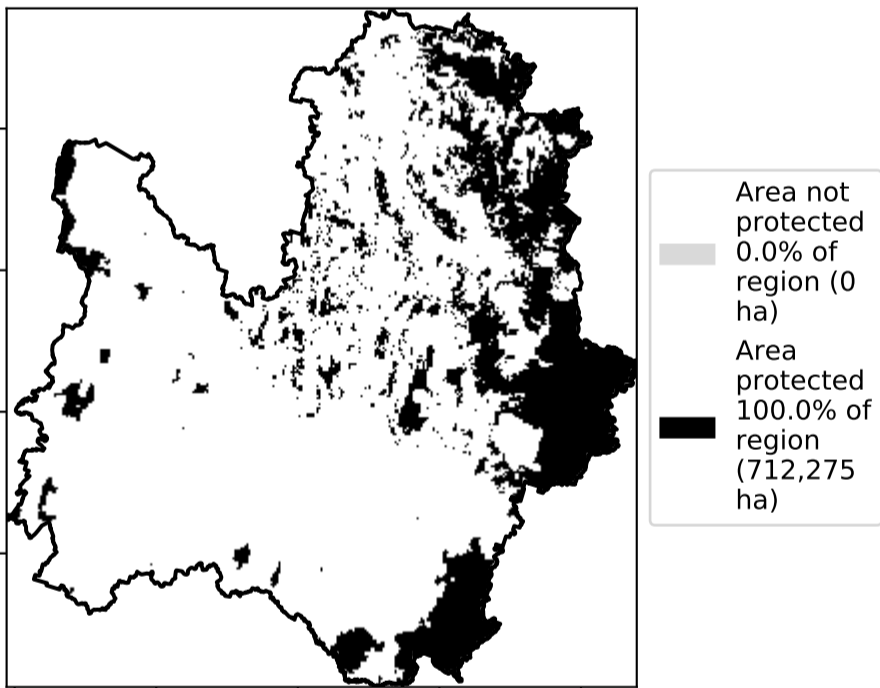 Area not
protected
0.0% of
region (0
ha)
Area
protected
100.0% of
region
(712,275
ha)